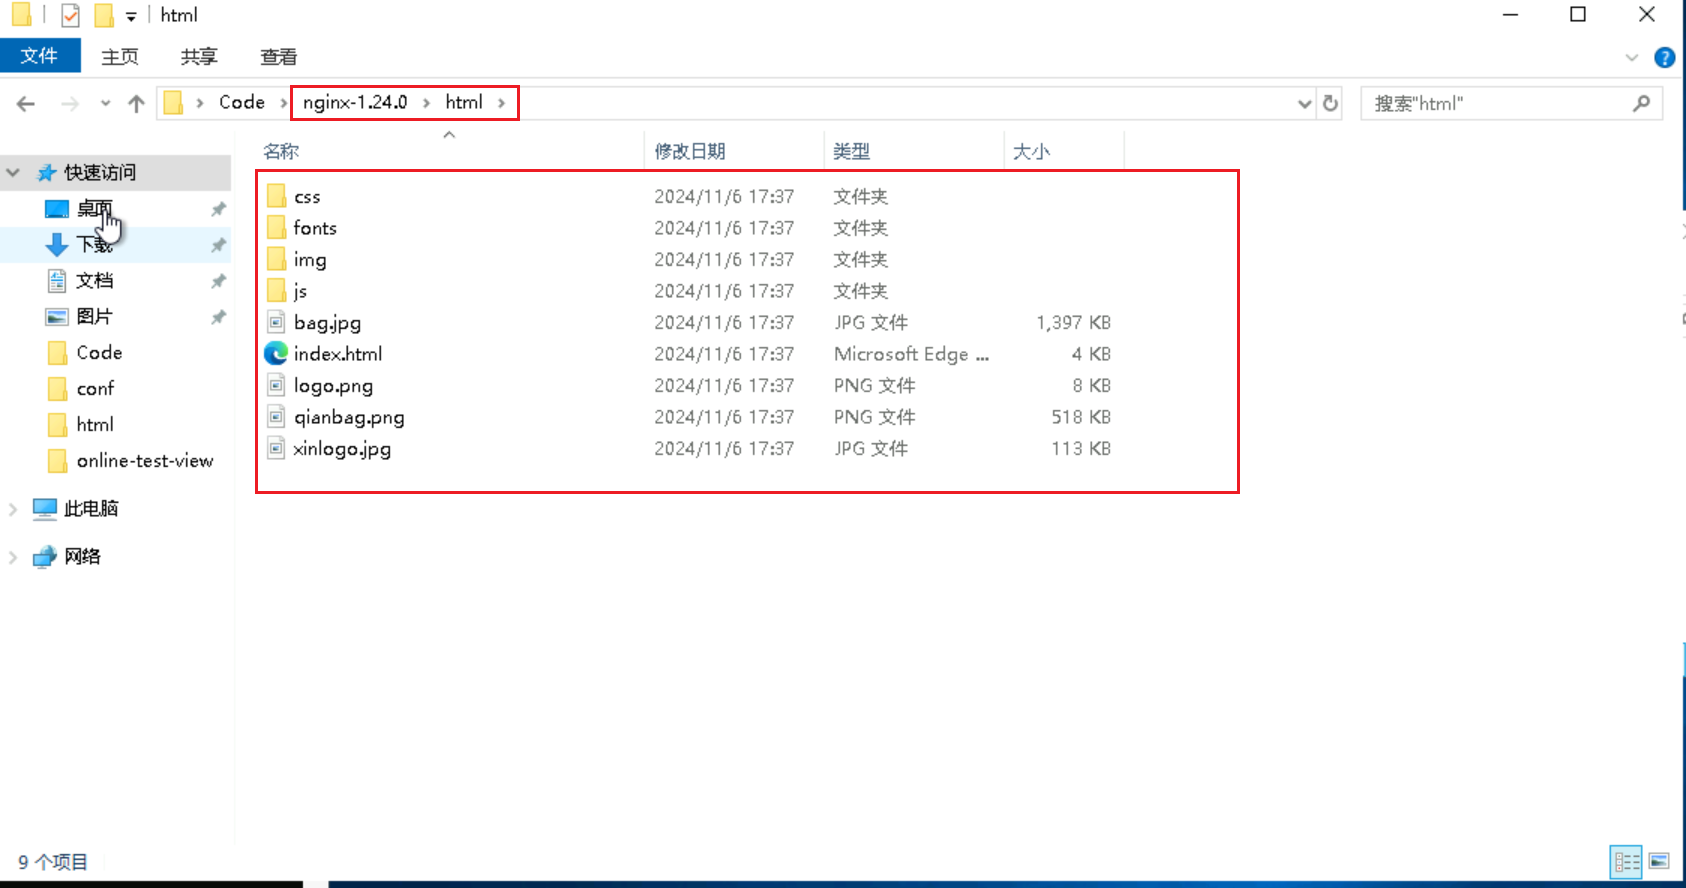 html
文件 主页 共享 查看
Code nginx-1.24.0 html 搜索"html"
名称 修改日期 类型 大小
快速访问
桌面
下载
文档
图片
Code
conf
html
online-test-view
此电脑
网络
css 2024/11/6 17:37 文件夹
fonts 2024/11/6 17:37 文件夹
img 2024/11/6 17:37 文件夹
js 2024/11/6 17:37 文件夹
bag.jpg 2024/11/6 17:37 JPG 文件 1,397 KB
index.html 2024/11/6 17:37 Microsoft Edge ... 4 KB
logo.png 2024/11/6 17:37 PNG 文件 8 KB
qianbag.png 2024/11/6 17:37 PNG 文件 518 KB
xinlogo.jpg 2024/11/6 17:37 JPG 文件 113 KB
9 个项目